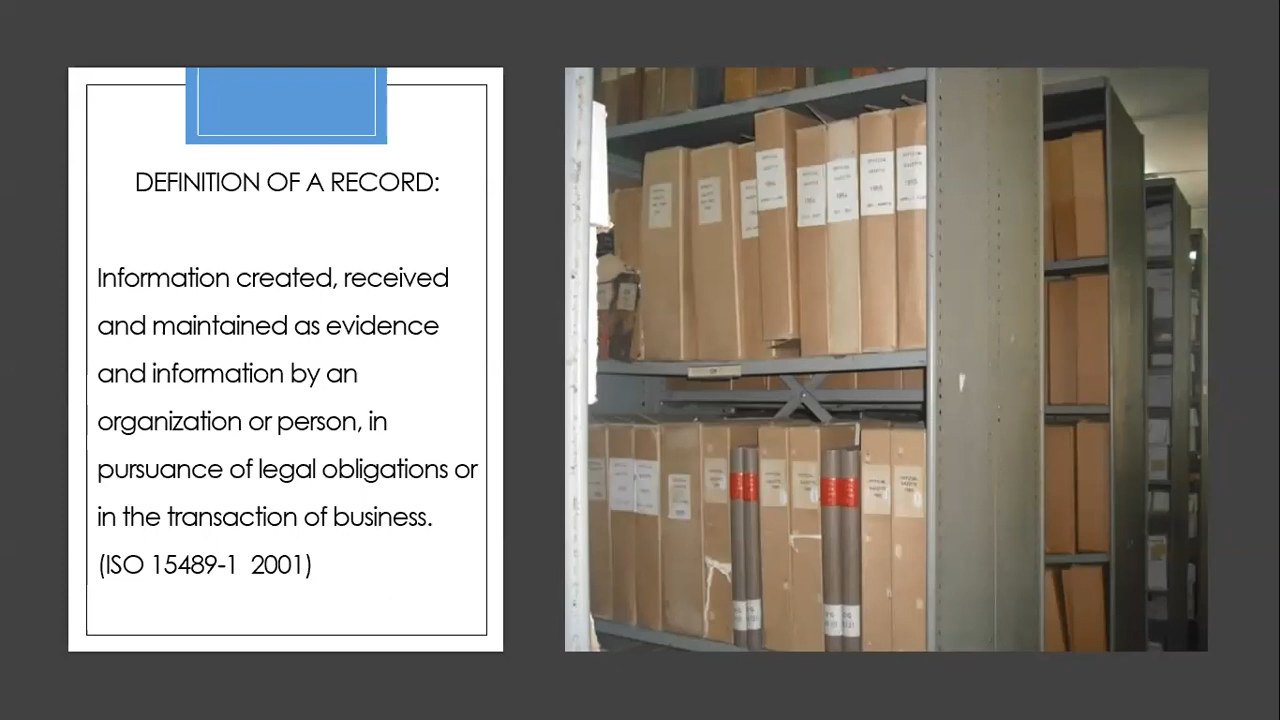 DEFINITION OF A RECORD:
Information created, received
and maintained as evidence
and information by an
organization or person, in
pursuance of legal obligations or
in the transaction of business.
(ISO 15489-1 2001)